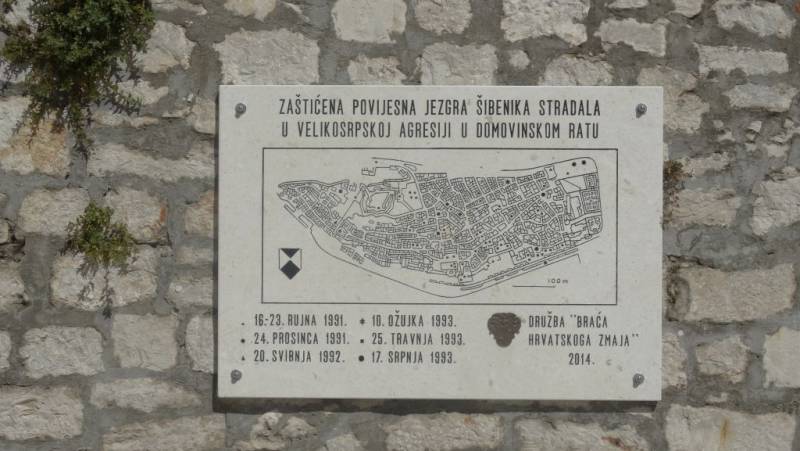 ZAŠTIĆENA POVIJESNA JEZGRA ŠIBENIKA STRADALA
U VELIKOSRPSKOJ AGRESIJI U DOMOVINSKOM RATU
100 m
16-23. RUJNA 1991.
24. PROSINCA 1991.
20. SVIBNJA 1992.
10. OŽUJKA 1993.
25. TRAVNJA 1993.
17. SRPNJA 1993.
DRUŽBA "BRAĆA
HRVATSKOGA ZMAJA"
2014.